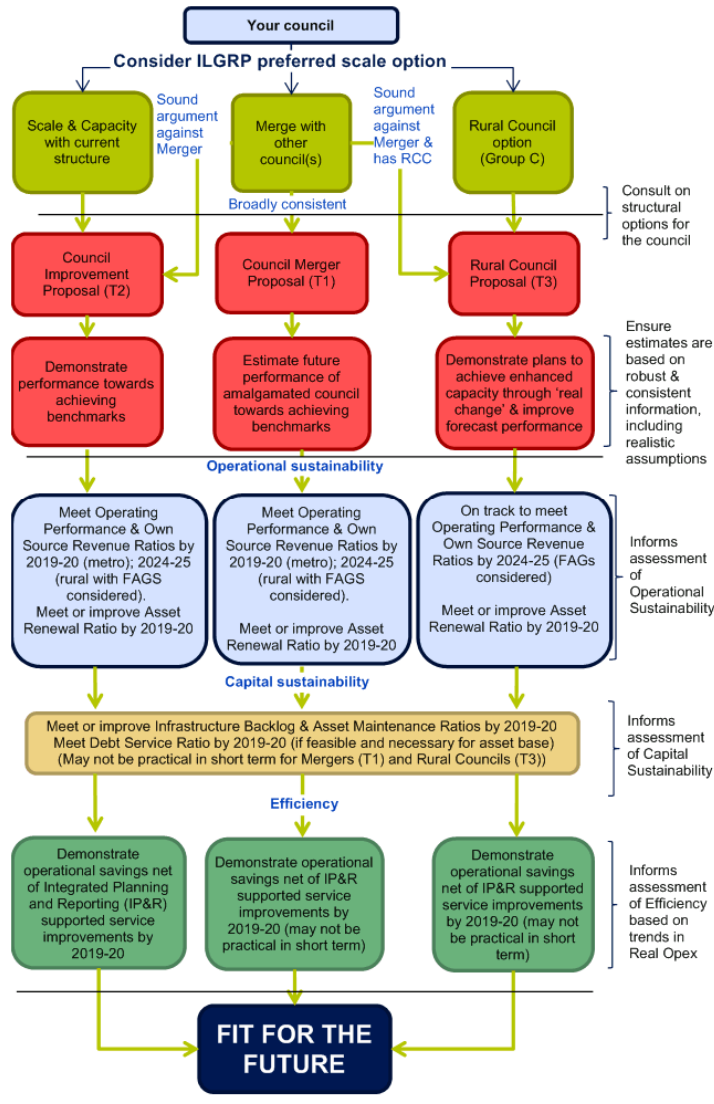 Your council
Consider ILGRP preferred scale option
Scale & Capacity
with current
structure
Sound
argument
against
Merger
Merge with
other
council(s)
Sound
argument
against
Merger &
has RCC
Rural Council
option
(Group C)
Broadly consistent
Consult on
structural
options for
the council
Council
Improvement
Proposal (T2)
Council Merger
Proposal (T1)
Rural Council
Proposal (T3)
Demonstrate
performance towards
achieving
benchmarks
Estimate future
performance of
amalgamated council
towards achieving
benchmarks
Demonstrate plans to
achieve enhanced
capacity through ‘real
change’ & improve
forecast performance
Ensure
estimates are
based on
robust &
consistent
information,
including
realistic
assumptions
Operational sustainability
Meet Operating
Performance & Own
Source Revenue Ratios by
2019-20 (metro); 2024-25
(rural with FAGS
considered).
Meet or improve Asset
Renewal Ratio by 2019-20
Meet Operating
Performance & Own
Source Revenue Ratios by
2019-20 (metro); 2024-25
(rural with FAGS
considered).
Meet or improve Asset
Renewal Ratio by 2019-20
On track to meet
Operating Performance &
Own Source Revenue
Ratios by 2024-25 (FAGs
considered)
Meet or improve Asset
Renewal Ratio by 2019-20
Informs
assessment
of
Operational
Sustainability
Capital sustainability
Meet or improve Infrastructure Backlog & Asset Maintenance Ratios by 2019-20
Meet Debt Service Ratio by 2019-20 (if feasible and necessary for asset base)
(May not be practical in short term for Mergers (T1) and Rural Councils (T3))
Informs
assessment
of Capital
Sustainability
Efficiency
Demonstrate
operational savings net
of Integrated Planning
and Reporting (IP&R)
supported service
improvements by
2019-20
Demonstrate operational
savings net of IP&R
supported service
improvements by
2019-20 (may not be
practical in short term)
Demonstrate
operational savings
net of IP&R supported
service improvements
by 2019-20 (may not
be practical in short
term)
Informs
assessment
of Efficiency
based on
trends in
Real Opex
FIT FOR THE
FUTURE